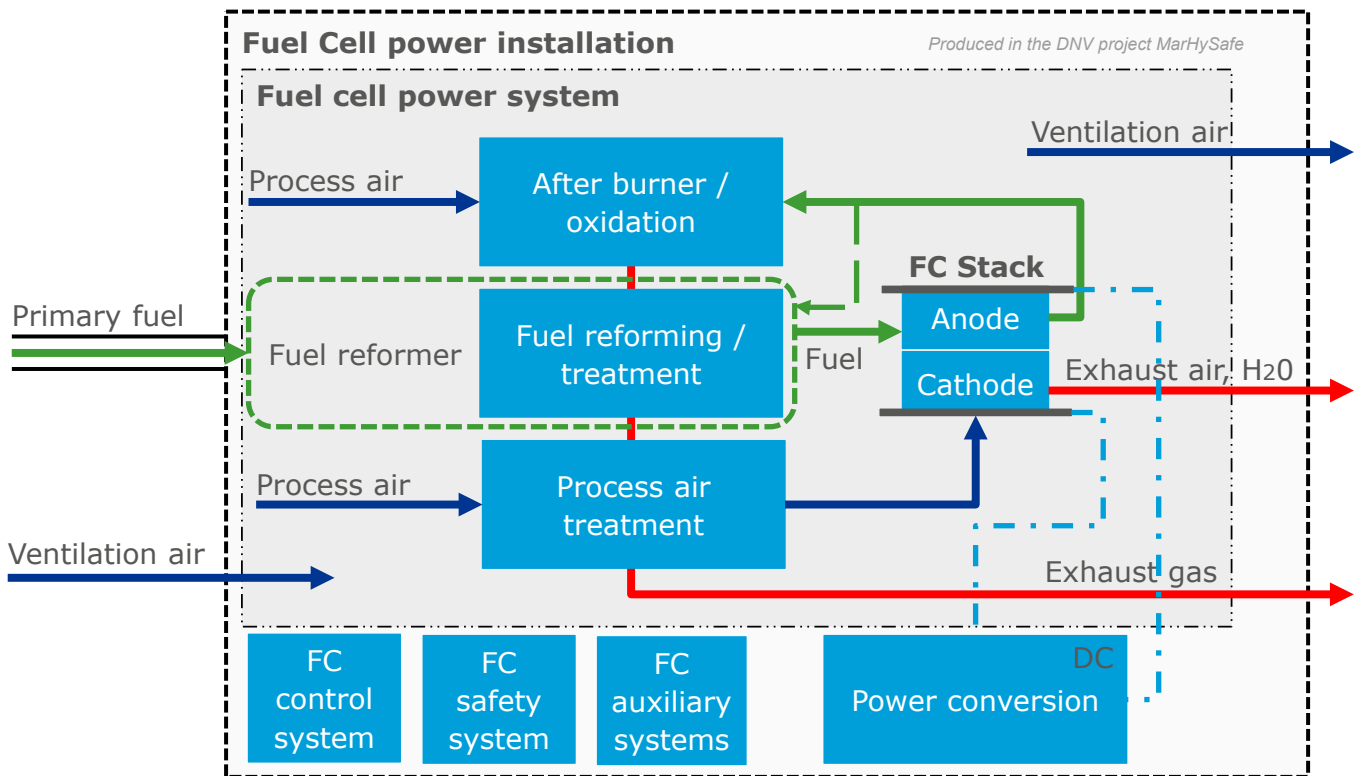 Fuel Cell power installation
Produced in the DNV project MarHySafe
Fuel cell power system
Ventilation air
Process air
After burner /
oxidation
FC Stack
Primary fuel
Fuel reformer
Fuel reforming /
treatment
Fuel
Anode
Cathode
Exhaust air, H20
Process air
Process air
treatment
Ventilation air
Exhaust gas
FC
control
system
FC
safety
system
FC
auxiliary
systems
DC
Power conversion